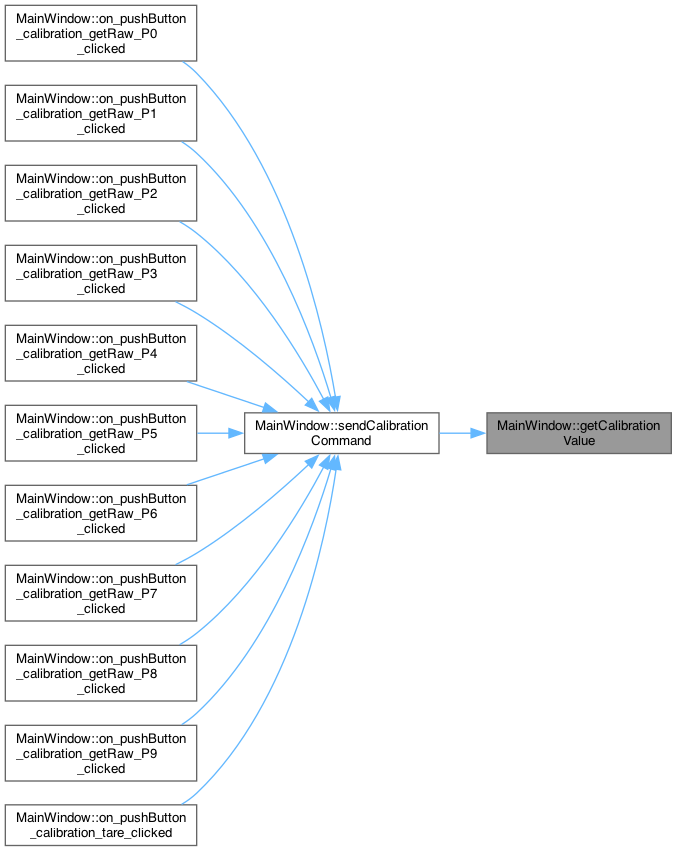 MainWindow::on_pushButton
_calibration_getRaw_P0
_clicked
MainWindow::on_pushButton
_calibration_getRaw_P1
_clicked
MainWindow::on_pushButton
_calibration_getRaw_P2
_clicked
MainWindow::on_pushButton
_calibration_getRaw_P3
_clicked
MainWindow::on_pushButton
_calibration_getRaw_P4
_clicked
MainWindow::on_pushButton
_calibration_getRaw_P5
_clicked
MainWindow::on_pushButton
_calibration_getRaw_P6
_clicked
MainWindow::on_pushButton
_calibration_getRaw_P7
_clicked
MainWindow::on_pushButton
_calibration_getRaw_P8
_clicked
MainWindow::on_pushButton
_calibration_getRaw_P9
_clicked
MainWindow::on_pushButton
_calibration_tare_clicked
MainWindow::sendCalibration
Command
MainWindow::getCalibration
Value